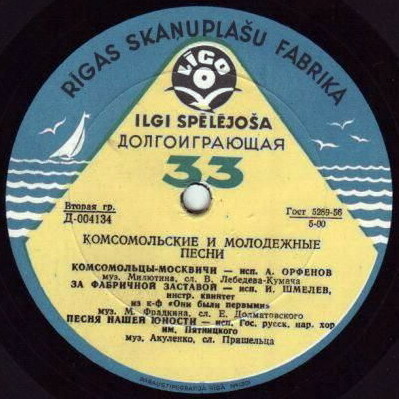 RĪGAS SKAŅUPLAŠU FABRIKA
LĪGO
ILGI SPĒLĒJOŠA
ДОЛГОИГРАЮЩАЯ
33
Вторая гр.
Д-004134
Гост 5289-56
5-00
КОМСОМОЛЬСКИЕ И МОЛОДЕЖНЫЕ
ПЕСНИ
КОМСОМОЛЬЦЫ-МОСКВИЧИ — исп. А. ОРФЕНОВ
муз. Милютина, сл. В. Лебедева-Кумача
ЗА ФАБРИЧНОЙ ЗАСТАВОЙ — исп. И. ШМЕЛЕВ,
инстр. квинтет
из к-ф «Они были первыми»
муз. М. Фрадкина, сл. Е. Долматовского
ПЕСНЯ НАШЕЙ ЮНОСТИ — исп. Гос. русск. нар. хор
им. Пятницкого
муз. Акуленко, сл. Пришельца